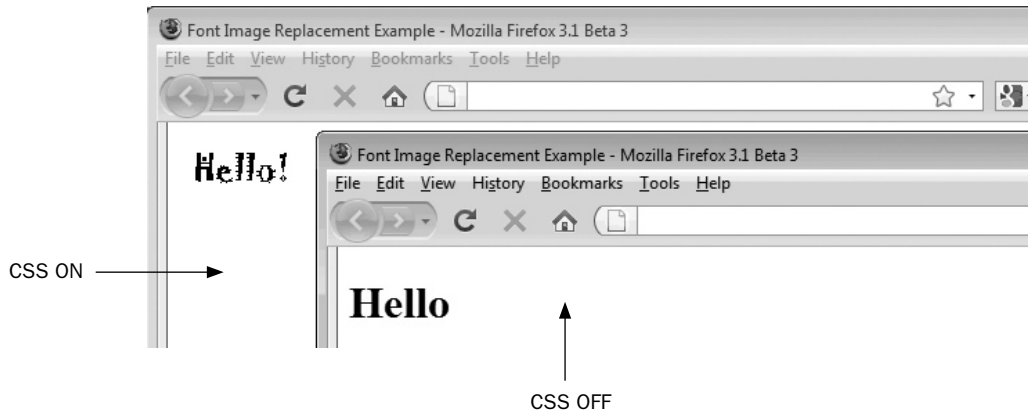 Font Image Replacement Example - Mozilla Firefox 3.1 Beta 3
File Edit View History Bookmarks Tools Help
Hello!
Font Image Replacement Example - Mozilla Firefox 3.1 Beta 3
File Edit View History Bookmarks Tools Help
CSS ON
Hello
CSS OFF